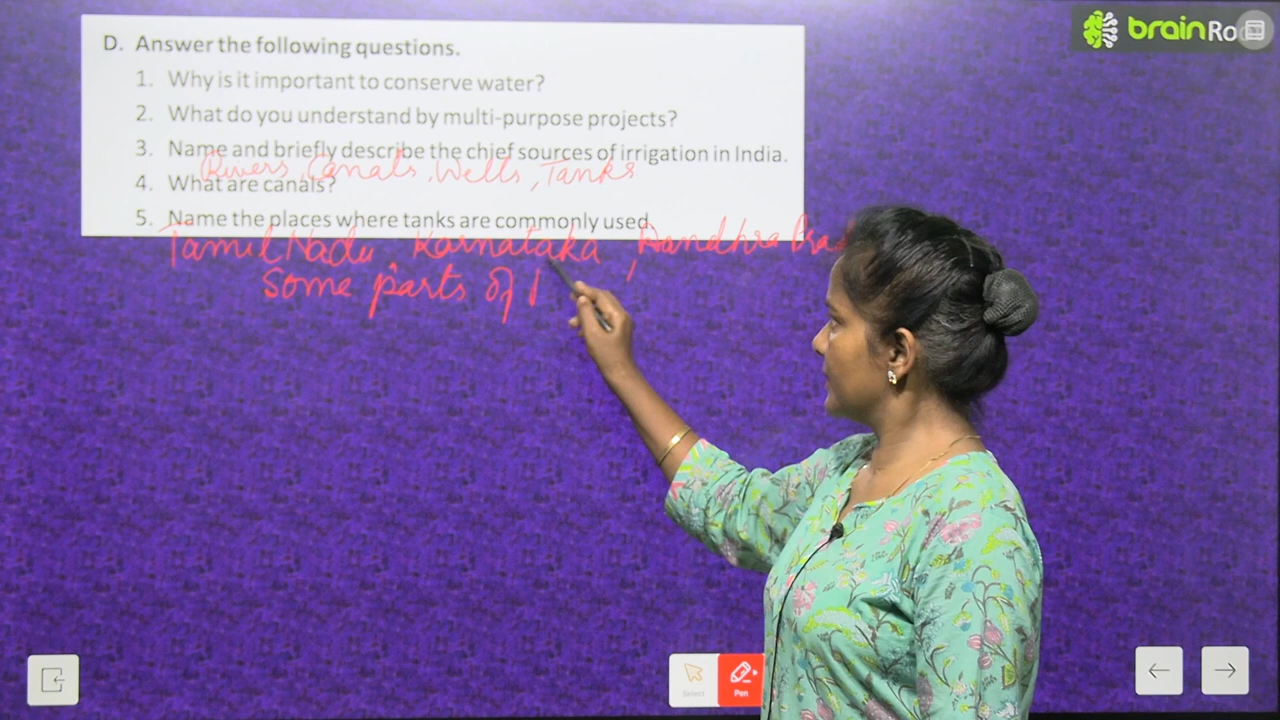 D. Answer the following questions.
1. Why is it important to conserve water?
2. What do you understand by multi-purpose projects?
3. Name and briefly describe the chief sources of irrigation in India.
Rivers, Canals, Wells, Tanks
4. What are canals?
5. Name the places where tanks are commonly used.
Tamil Nadu, Karnataka, Aandhra Pra
Some parts of
brainRo
Select
Pen